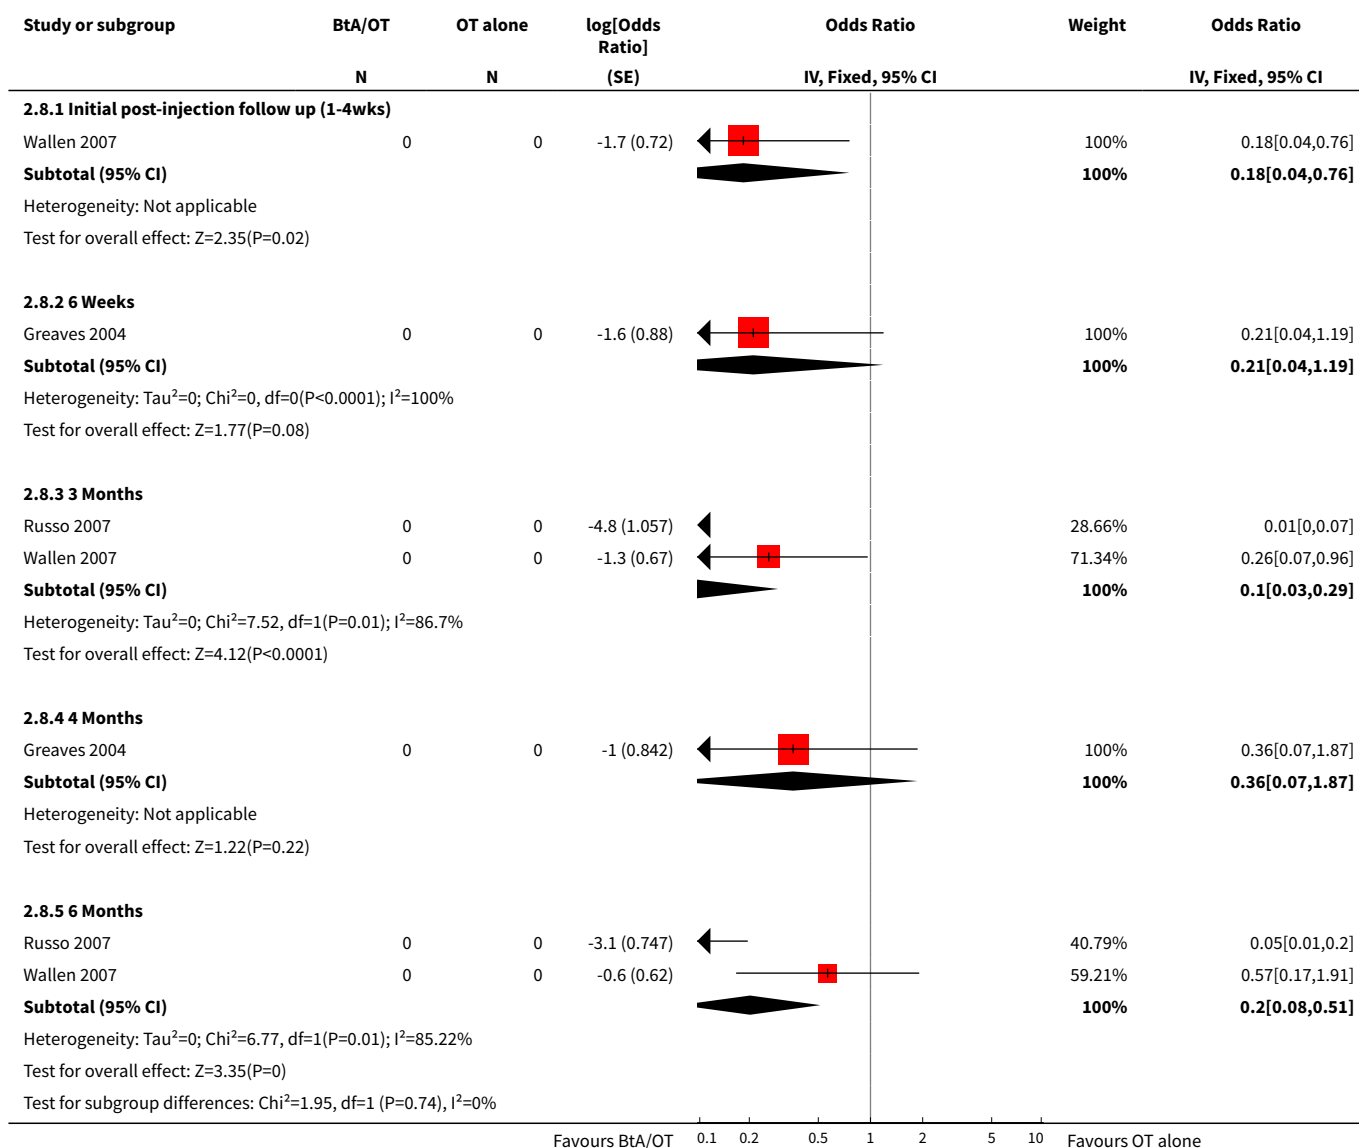 Study or subgroup BtA/OT OT alone log[Odds Ratio] Odds Ratio Weight Odds Ratio
N N (SE) IV, Fixed, 95% CI IV, Fixed, 95% CI
2.8.1 Initial post-injection follow up (1-4wks)
Wallen 2007 0 0 -1.7 (0.72) 100% 0.18[0.04,0.76]
Subtotal (95% CI) 100% 0.18[0.04,0.76]
Heterogeneity: Not applicable
Test for overall effect: Z=2.35(P=0.02)
2.8.2 6 Weeks
Greaves 2004 0 0 -1.6 (0.88) 100% 0.21[0.04,1.19]
Subtotal (95% CI) 100% 0.21[0.04,1.19]
Heterogeneity: Tau²=0; Chi²=0, df=0(P<0.0001); I²=100%
Test for overall effect: Z=1.77(P=0.08)
2.8.3 3 Months
Russo 2007 0 0 -4.8 (1.057) 28.66% 0.01[0,0.07]
Wallen 2007 0 0 -1.3 (0.67) 71.34% 0.26[0.07,0.96]
Subtotal (95% CI) 100% 0.1[0.03,0.29]
Heterogeneity: Tau²=0; Chi²=7.52, df=1(P=0.01); I²=86.7%
Test for overall effect: Z=4.12(P<0.0001)
2.8.4 4 Months
Greaves 2004 0 0 -1 (0.842) 100% 0.36[0.07,1.87]
Subtotal (95% CI) 100% 0.36[0.07,1.87]
Heterogeneity: Not applicable
Test for overall effect: Z=1.22(P=0.22)
2.8.5 6 Months
Russo 2007 0 0 -3.1 (0.747) 40.79% 0.05[0.01,0.2]
Wallen 2007 0 0 -0.6 (0.62) 59.21% 0.57[0.17,1.91]
Subtotal (95% CI) 100% 0.2[0.08,0.51]
Heterogeneity: Tau²=0; Chi²=6.77, df=1(P=0.01); I²=85.22%
Test for overall effect: Z=3.35(P=0)
Test for subgroup differences: Chi²=1.95, df=1 (P=0.74), I²=0%
Favours BtA/OT 0.1 0.2 0.5 1 2 5 10 Favours OT alone